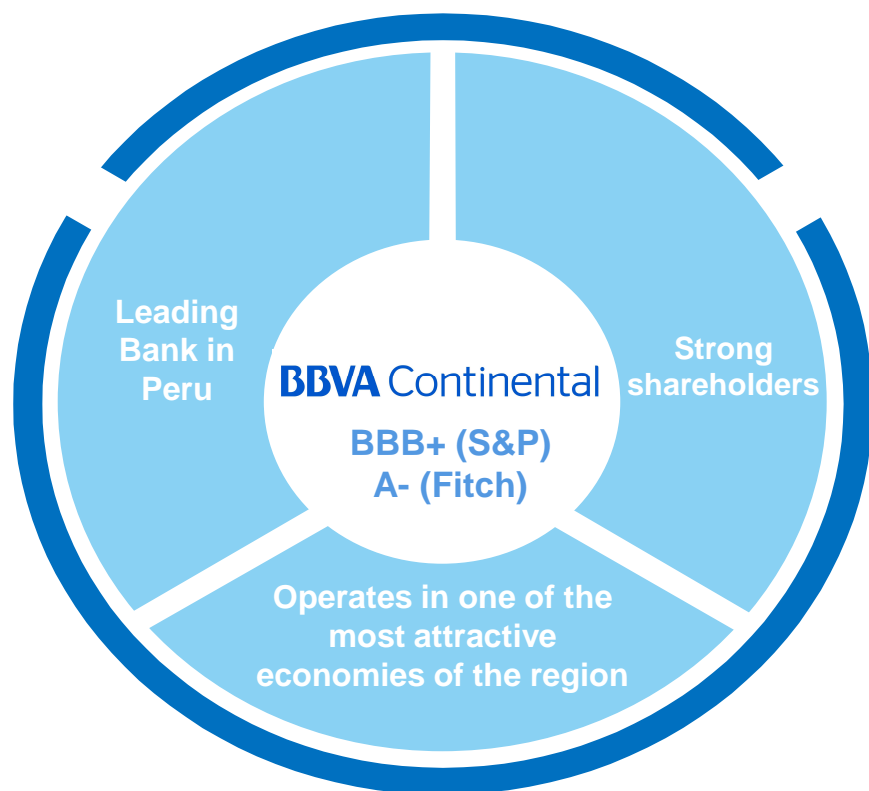 Leading
Bank in
Peru
Strong
shareholders
BBVA Continental
BBB+ (S&P)
A- (Fitch)
Operates in one of the
most attractive
economies of the region